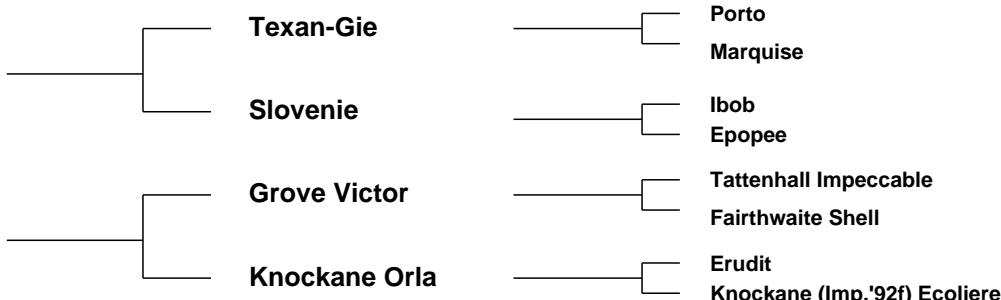 Texan-Gie
Porto
Marquise
Slovenie
Ibob
Epopee
Grove Victor
Tattenhall Impeccable
Fairthwaite Shell
Knockane Orla
Erudit
Knockane (Imp.'92f) Ecoliere